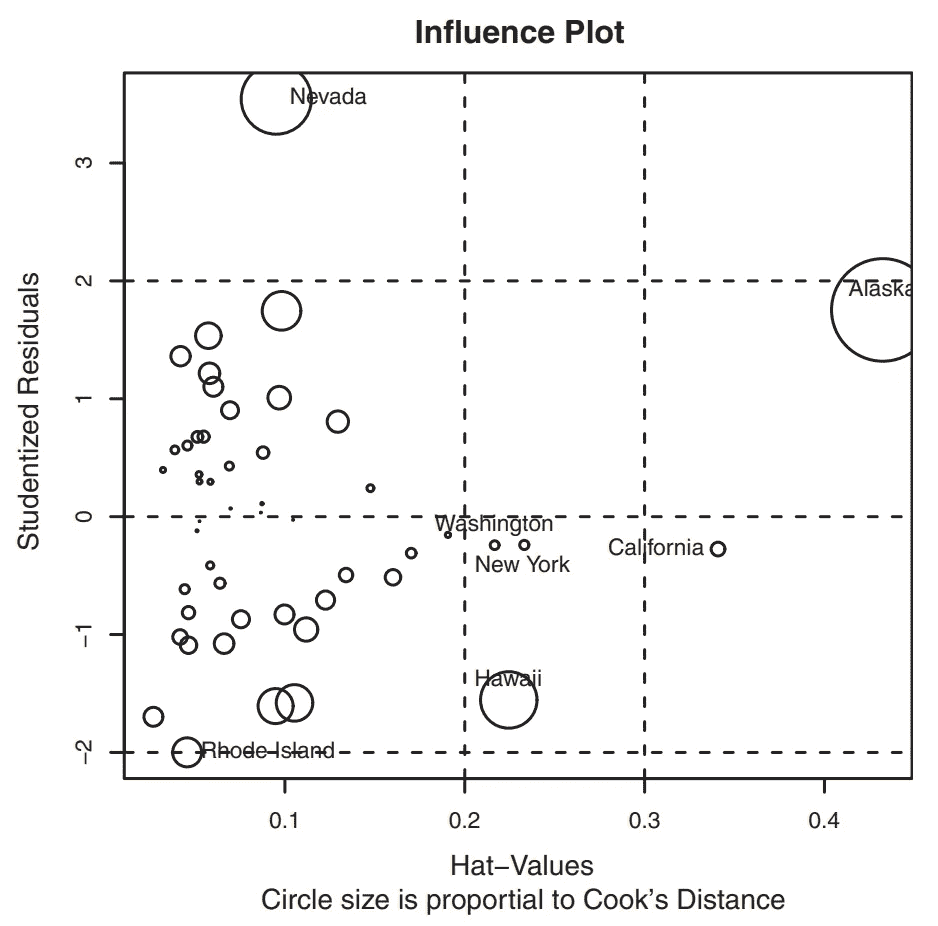 Influence Plot
Nevada
Alaska
Washington
New York
California
Hawaii
Rhode Island
Studentized Residuals
3
2
1
0
−1
−2
0.1
0.2
0.3
0.4
Hat−Values
Circle size is proportial to Cook's Distance